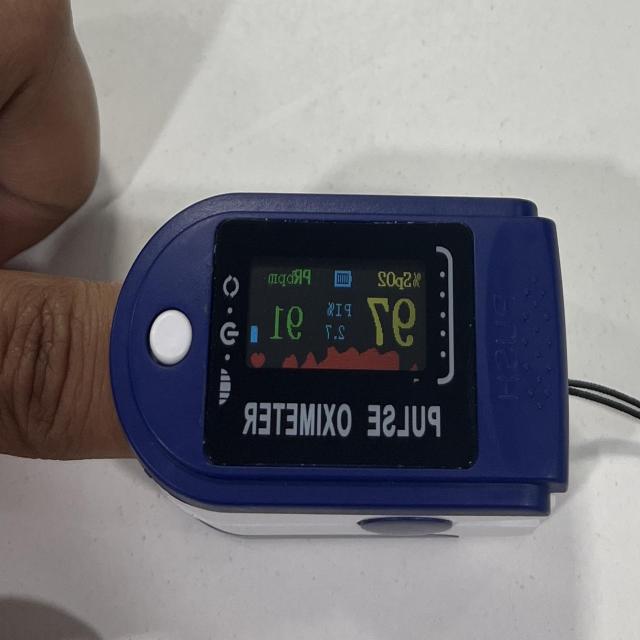 %SpO2 PRbpm
97 PI% 91
2.7
PULSE OXIMETER
PUSH